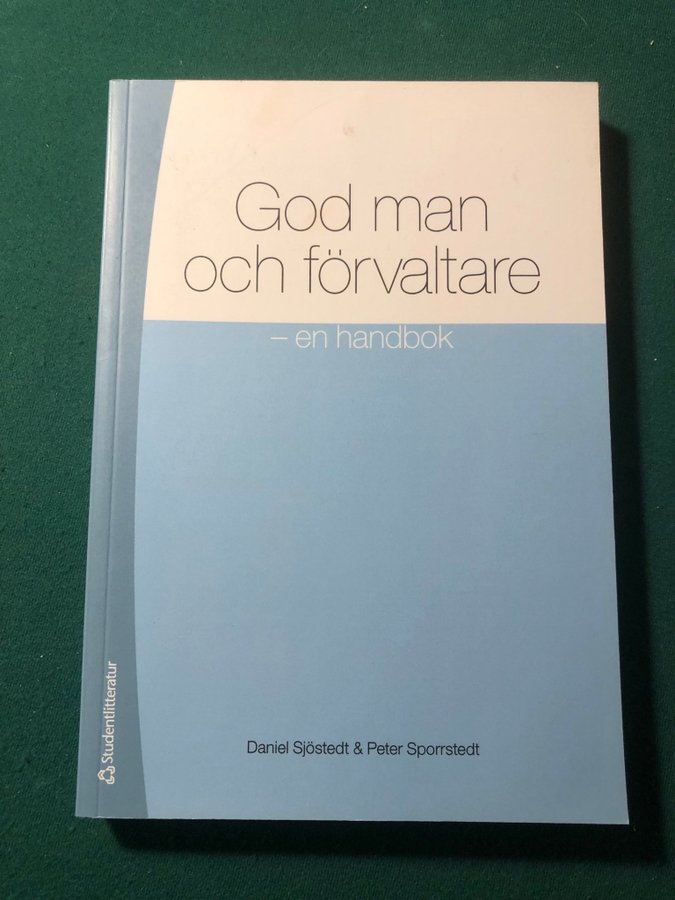 God man
och förvaltare
– en handbok
Daniel Sjöstedt & Peter Sporrstedt
Studentlitteratur